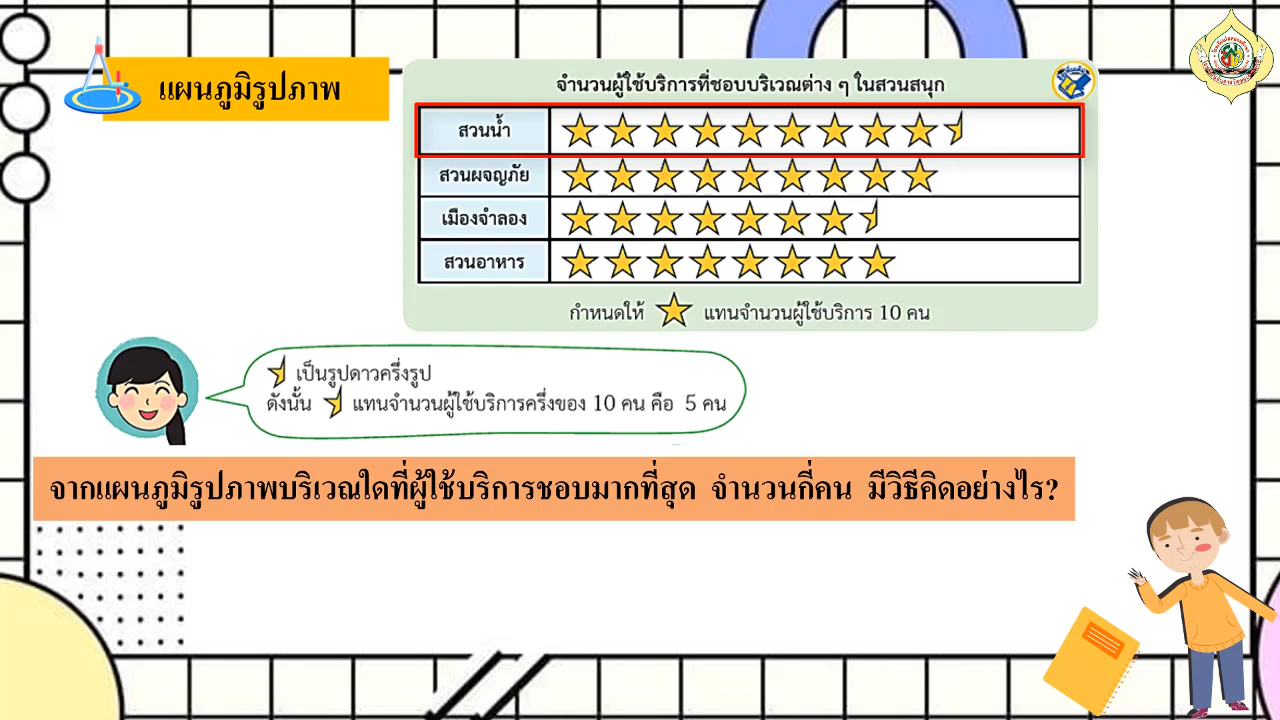 แผนภูมิรูปภาพ
จำนวนผู้ใช้บริการที่ชอบบริเวณต่าง ๆ ในสวนสนุก
สวนน้ำ
สวนผจญภัย
เมืองจำลอง
สวนอาหาร
กำหนดให้ แทนจำนวนผู้ใช้บริการ 10 คน
เป็นรูปดาวครึ่งรูป
ดังนั้น แทนจำนวนผู้ใช้บริการครึ่งของ 10 คน คือ 5 คน
จากแผนภูมิรูปภาพบริเวณใดที่ผู้ใช้บริการชอบมากที่สุด จำนวนกี่คน มีวิธีคิดอย่างไร?